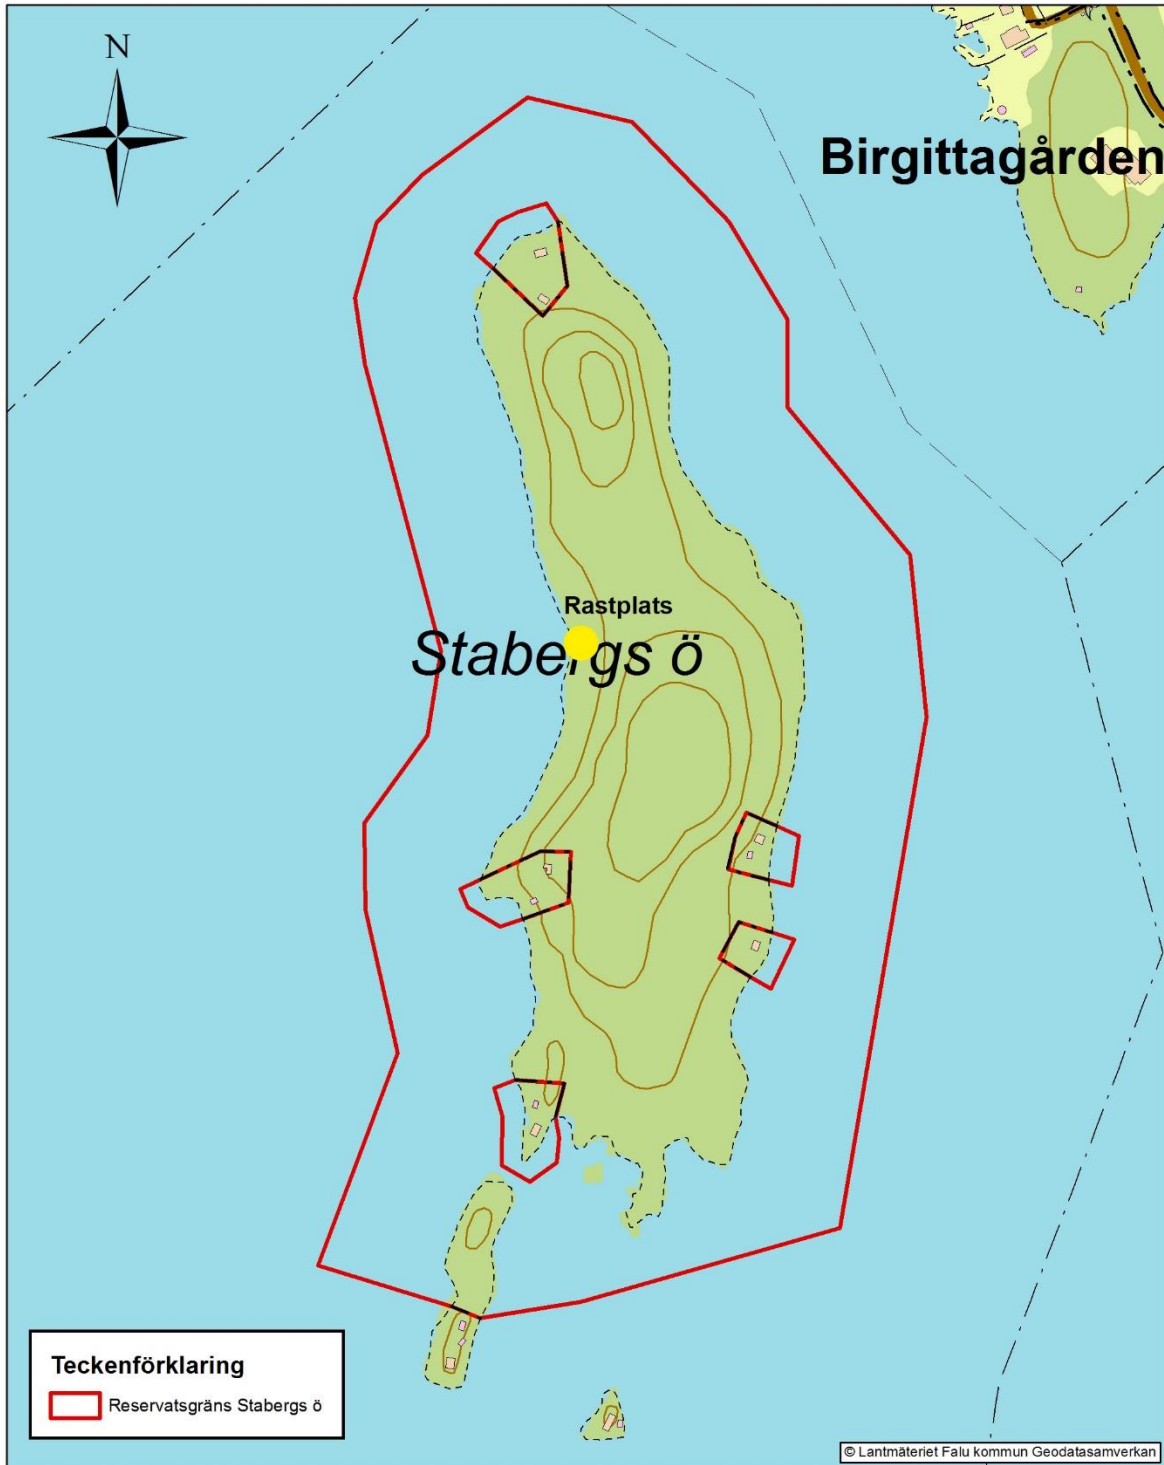 N
Birgittagården
Rastplats
Stabergs ö
Teckenförklaring
Reservatsgräns Stabergs ö
© Lantmäteriet Falu kommun Geodatasamverkan